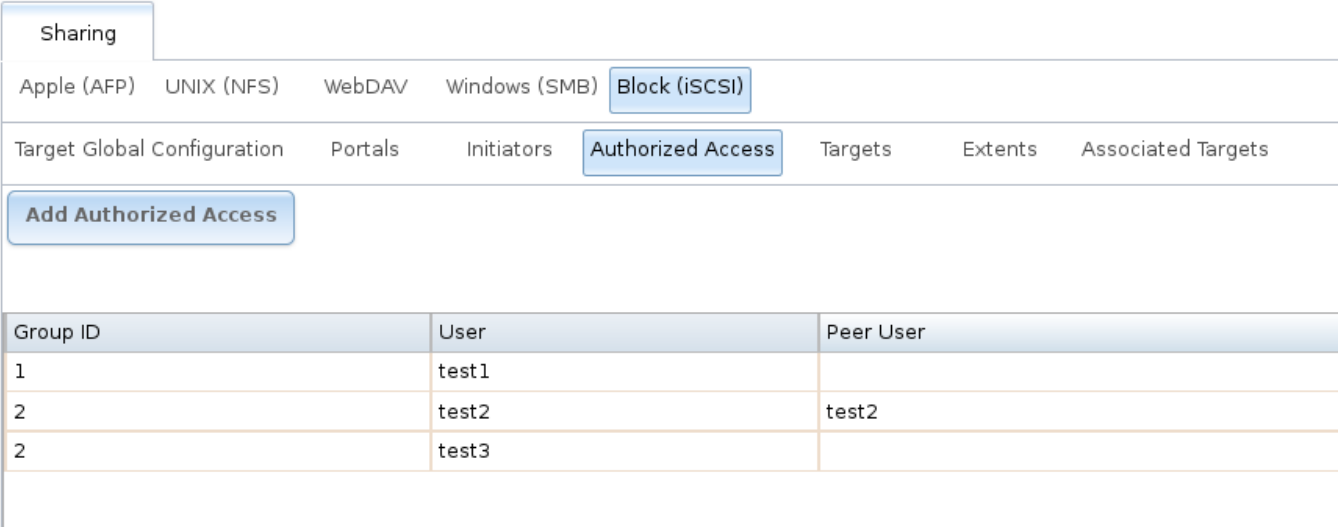 Sharing
Apple (AFP) UNIX (NFS) WebDAV Windows (SMB) Block (iSCSI)
Target Global Configuration Portals Initiators Authorized Access Targets Extents Associated Targets
Add Authorized Access
Group ID User Peer User
1 test1
2 test2 test2
2 test3